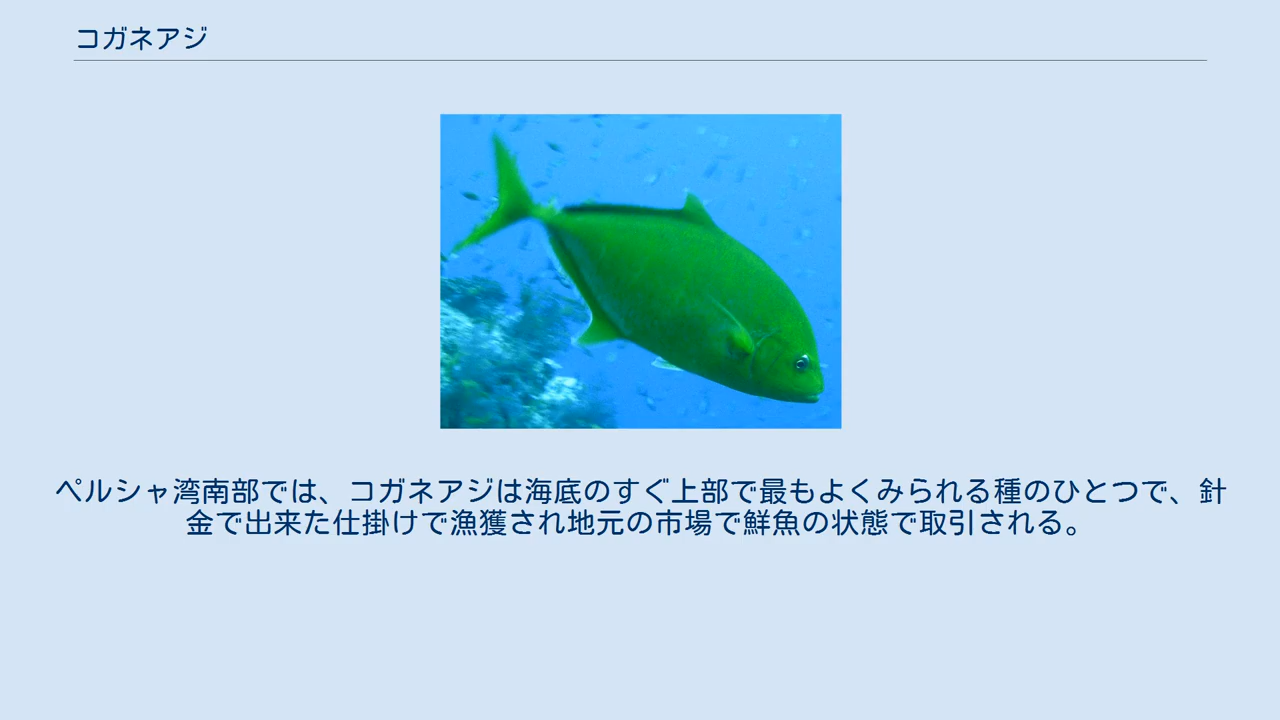 コガネアジ
ペルシャ湾南部では、コガネアジは海底のすぐ上部で最もよくみられる種のひとつで、針
金で出来た仕掛けで漁獲され地元の市場で鮮魚の状態で取引される。